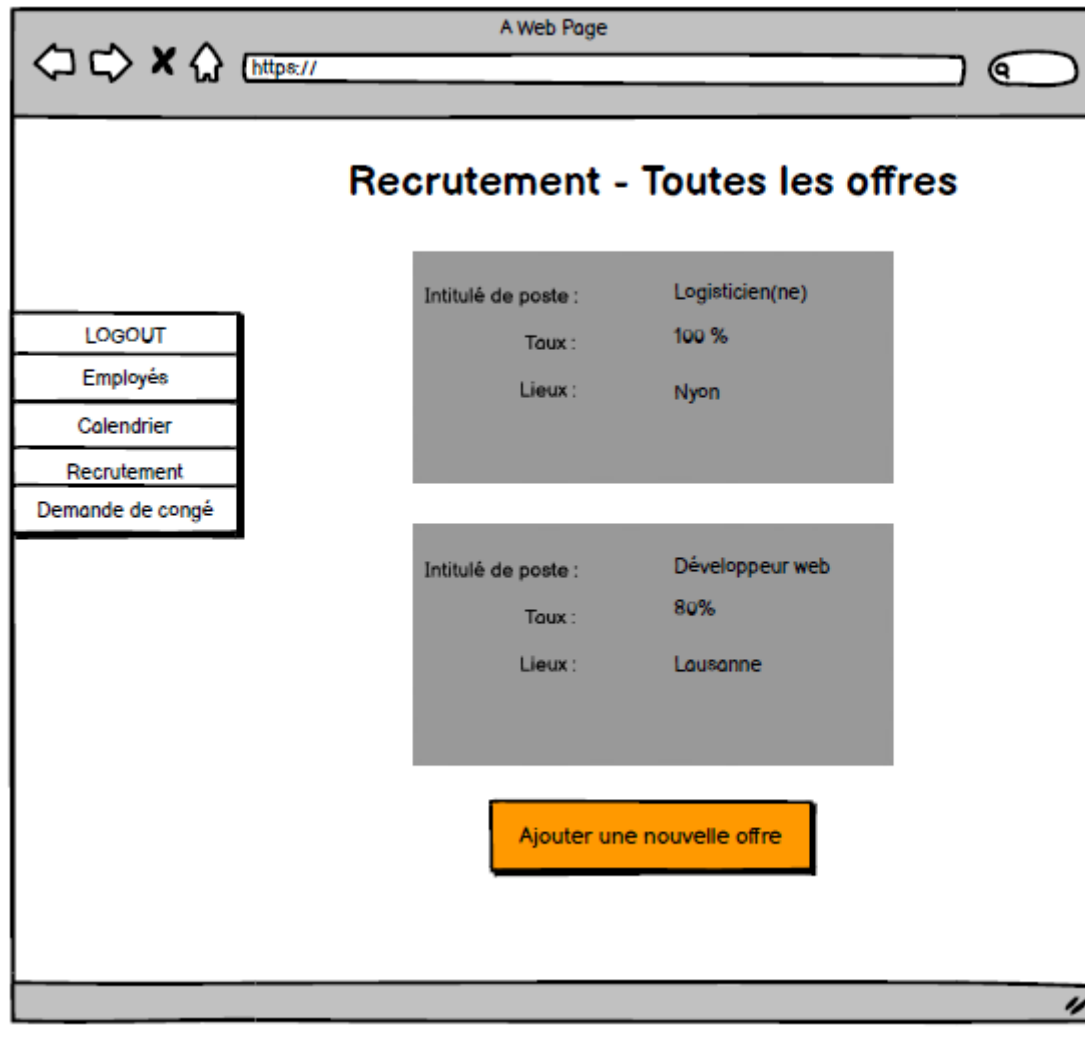 A Web Page
https://
Recrutement - Toutes les offres
LOGOUT
Employés
Calendrier
Recrutement
Demande de congé
Intitulé de poste : Logisticien(ne)
Taux : 100 %
Lieux : Nyon
Intitulé de poste : Développeur web
Taux : 80%
Lieux : Lausanne
Ajouter une nouvelle offre